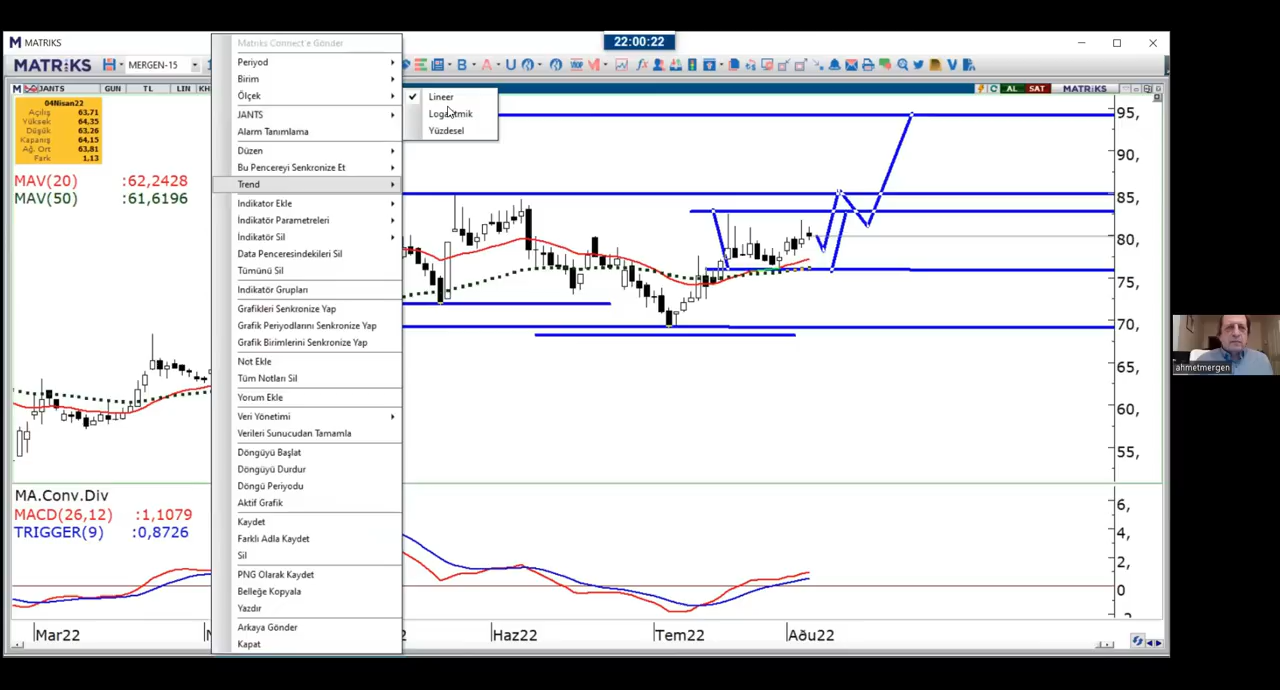 MATRIKS
22:00:22
MATRiKS
MERGEN-15
JANTS
GUN
TL
LIN
KH
AL
SAT
MATRiKS
04Nisan22
Açılış 63,71
Yüksek 64,35
Düşük 63,26
Kapanış 64,15
Ağ. Ort 63,81
Fark 1,13
MAV(20) :62,2428
MAV(50) :61,6196
Matriks Connect'e Gönder
Periyod
Birim
Ölçek
JANTS
Alarm Tanımlama
Düzen
Bu Pencereyi Senkronize Et
Trend
Indikator Ekle
İndikatör Parametreleri
İndikatör Sil
Data Penceresindekileri Sil
Tümünü Sil
Indikatör Grupları
Grafikleri Senkronize Yap
Grafik Periyodlarını Senkronize Yap
Grafik Birimlerini Senkronize Yap
Not Ekle
Tüm Notları Sil
Yorum Ekle
Veri Yönetimi
Verileri Sunucudan Tamamla
Döngüyü Başlat
Döngüyü Durdur
Döngü Periyodu
Aktif Grafik
Kaydet
Farklı Adla Kaydet
Sil
PNG Olarak Kaydet
Belleğe Kopyala
Yazdır
Arkaya Gönder
Kapat
Lineer
Logaritmik
Yüzdesel
95,
90,
85,
80,
75,
70,
65,
60,
55,
MA.Conv.Div
MACD(26,12) :1,1079
TRIGGER(9) :0,8726
6,
4,
2,
0
Mar22
Haz22
Tem22
Aðu22
ahmetmergen